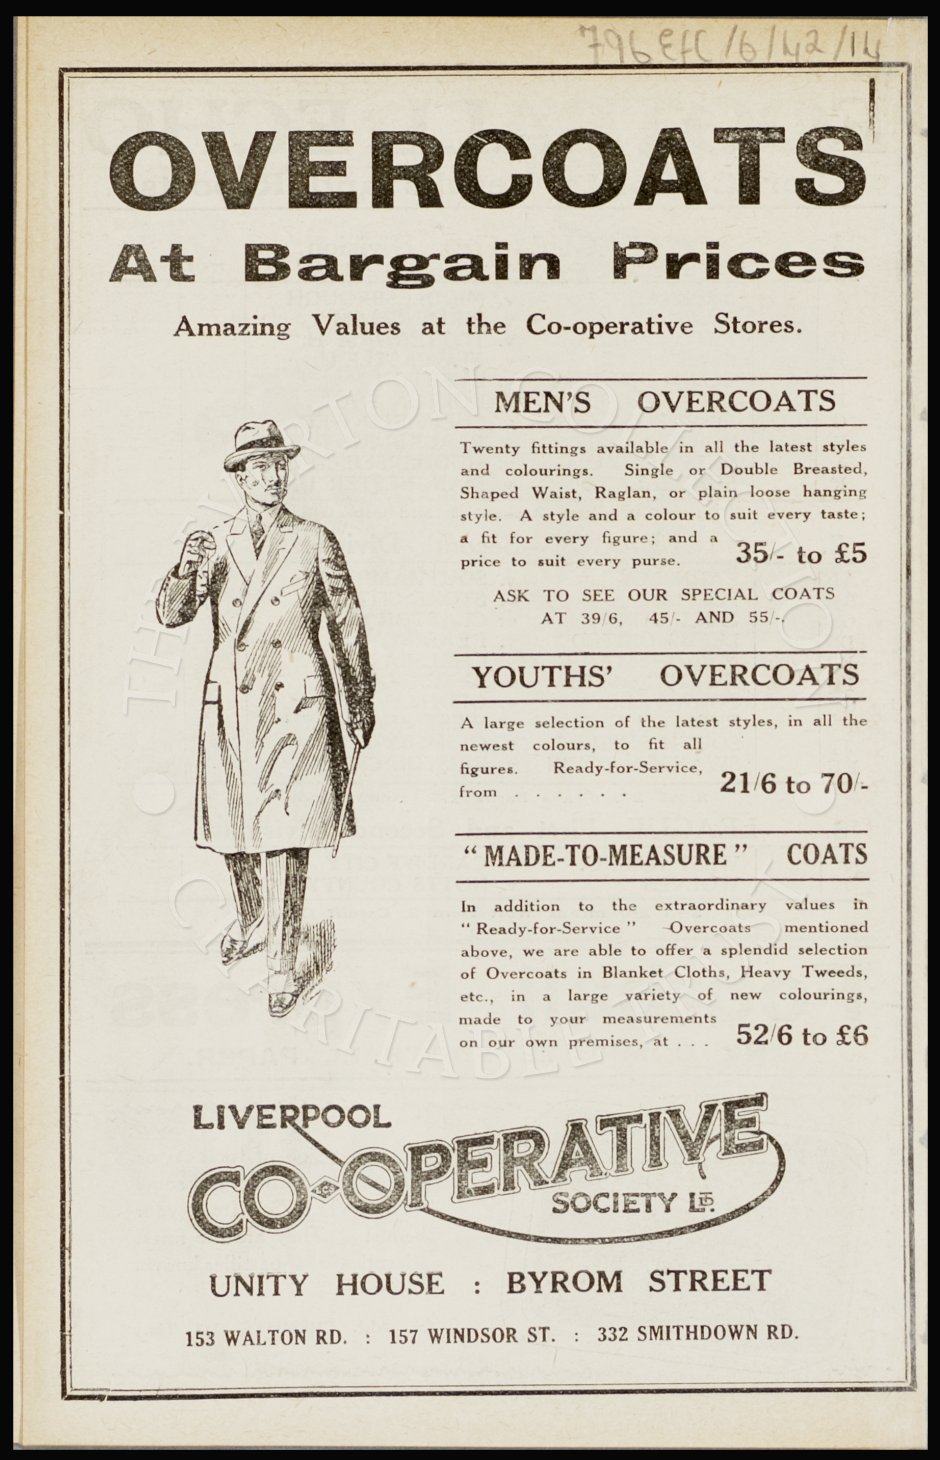 796 EFC /6/42/14
OVERCOATS
At Bargain Prices
Amazing Values at the Co-operative Stores.
MEN'S OVERCOATS
Twenty fittings available in all the latest styles
and colourings. Single or Double Breasted,
Shaped Waist, Raglan, or plain loose hanging
style. A style and a colour to suit every taste;
a fit for every figure; and a
price to suit every purse. 35/- to £5
ASK TO SEE OUR SPECIAL COATS
AT 39/6, 45/- AND 55/-.
YOUTHS' OVERCOATS
A large selection of the latest styles, in all the
newest colours, to fit all
figures. Ready-for-Service,
from . . . . . . 21/6 to 70/-
"MADE-TO-MEASURE" COATS
In addition to the extraordinary values in
"Ready-for-Service" Overcoats mentioned
above, we are able to offer a splendid selection
of Overcoats in Blanket Cloths, Heavy Tweeds,
etc., in a large variety of new colourings,
made to your measurements
on our own premises, at . . . 52/6 to £6
LIVERPOOL
CO-OPERATIVE
SOCIETY LTD.
UNITY HOUSE : BYROM STREET
153 WALTON RD. : 157 WINDSOR ST. : 332 SMITHDOWN RD.
THE EVERTON COLLECTION
CHARITABLE TRUST